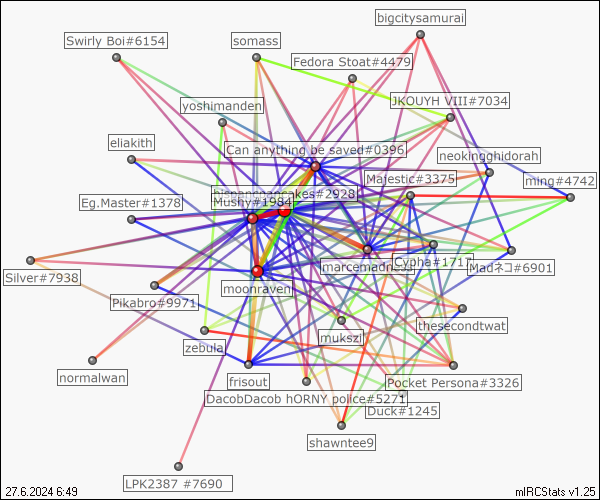 bigcitysamurai
Swirly Boi#6154
somass
Fedora Stoat#4479
yoshimanden
JKOUYH VIII#7034
eliakith
Can anything be saved#0396
neokingghidorah
Majestic#3375
ming#4742
hispanicpancakes#2928
Mushy#1984
Eg.Master#1378
Silver#7938
marcemadness
Cypha#1717
Madネコ#6901
moonraven
Pikabro#9971
thesecondtwat
mukszi
zebula
normalwan
frisout
Pocket Persona#3326
DacobDacob hORNY police#5271
Duck#1245
shawntee9
LPK2387 #7690
27.6.2024 6:49
mIRCStats v1.25